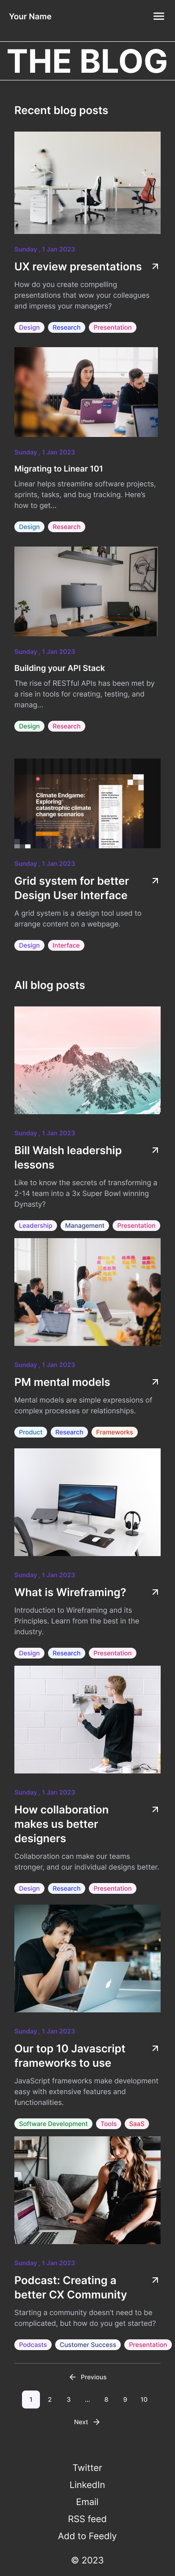 Your Name
THE BLOG
Recent blog posts
Sunday , 1 Jan 2023
UX review presentations
How do you create compelling
presentations that wow your colleagues
and impress your managers?
Design Research Presentation
Sunday , 1 Jan 2023
Migrating to Linear 101
Linear helps streamline software projects,
sprints, tasks, and bug tracking. Here's
how to get...
Design Research
Sunday , 1 Jan 2023
Building your API Stack
The rise of RESTful APIs has been met by
a rise in tools for creating, testing, and
manag...
Design Research
Climate Endgame:
Exploring
catastrophic climate
change scenarios
Sunday , 1 Jan 2023
Grid system for better
Design User Interface
A grid system is a design tool used to
arrange content on a webpage.
Design Interface
All blog posts
Sunday , 1 Jan 2023
Bill Walsh leadership
lessons
Like to know the secrets of transforming a
2-14 team into a 3x Super Bowl winning
Dynasty?
Leadership Management Presentation
Sunday , 1 Jan 2023
PM mental models
Mental models are simple expressions of
complex processes or relationships.
Product Research Frameworks
Sunday , 1 Jan 2023
What is Wireframing?
Introduction to Wireframing and its
Principles. Learn from the best in the
industry.
Design Research Presentation
Sunday , 1 Jan 2023
How collaboration
makes us better
designers
Collaboration can make our teams
stronger, and our individual designs better.
Design Research Presentation
Sunday , 1 Jan 2023
Our top 10 Javascript
frameworks to use
JavaScript frameworks make development
easy with extensive features and
functionalities.
Software Development Tools SaaS
Sunday , 1 Jan 2023
Podcast: Creating a
better CX Community
Starting a community doesn't need to be
complicated, but how do you get started?
Podcasts Customer Success Presentation
Previous
1 2 3 ... 8 9 10
Next
Twitter
LinkedIn
Email
RSS feed
Add to Feedly
© 2023